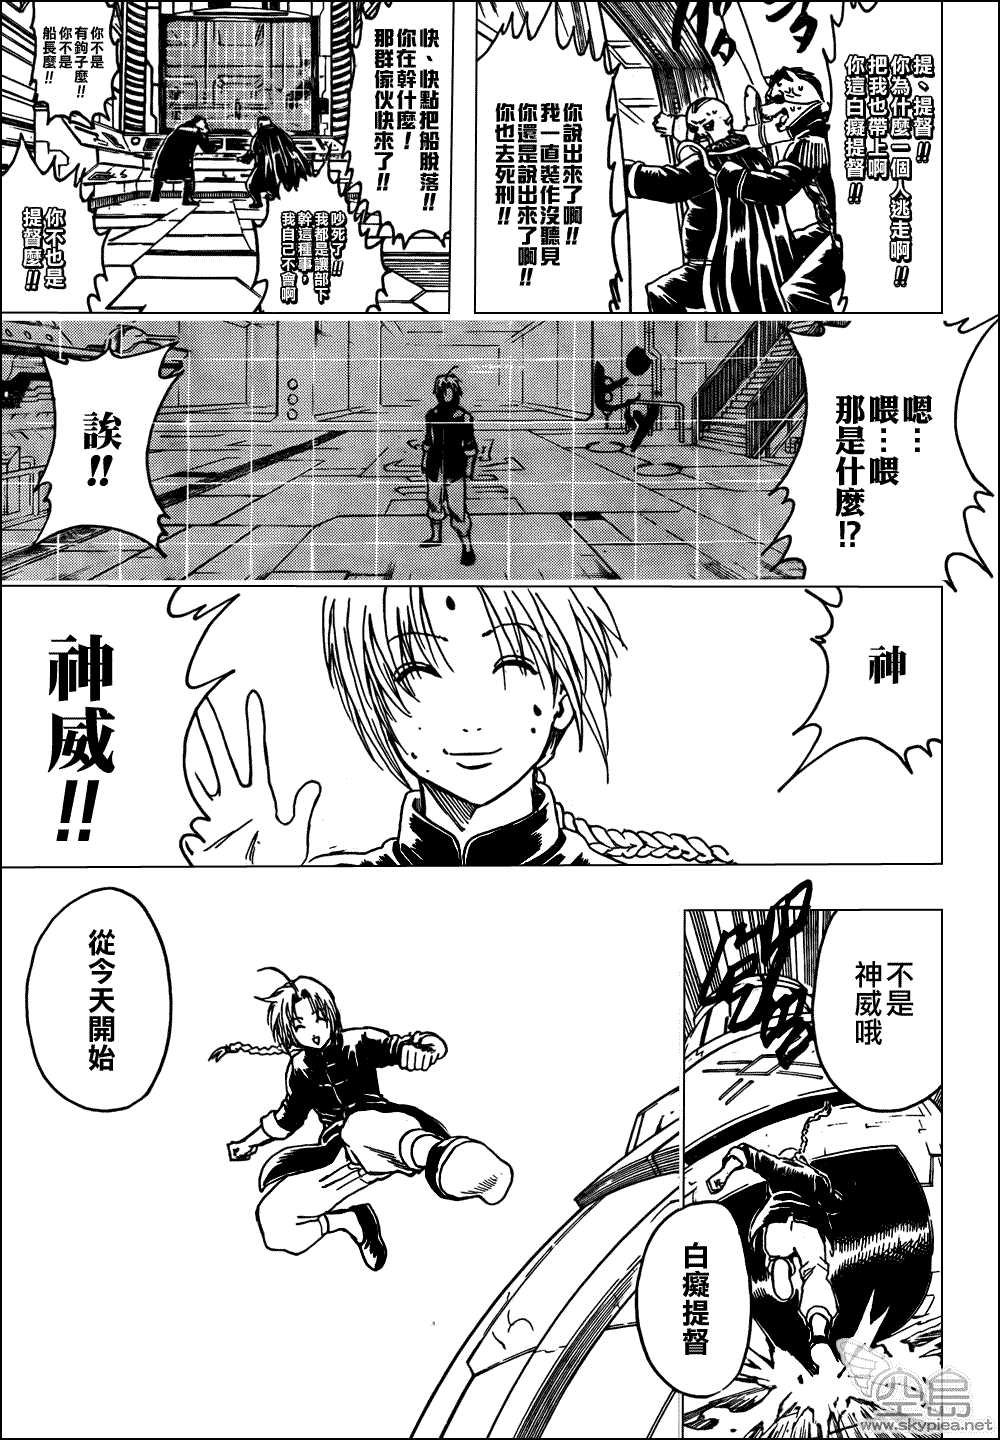 提、提督!!
你為什麼一個人逃走啊!!
把我也帶上啊
你這白癡提督!!
你說出來了啊!!
我一直裝作沒聽見
你還是說出來了啊!!
你也去死刑!!
快、快點把船脫落!!
你在幹什麼!
那群傢伙快來了!!
你不是
有鉤子麼!!
你不是
船長麼!!
吵死了!!
我都是讓部下
幹這種事，
我自己不會啊
你不也是
提督麼!!
嗯…
喂…喂
那是什麼!?
誒!!
神
神威!!
不是
神威哦
白癡提督
從今天開始
空島
www.skypiea.net